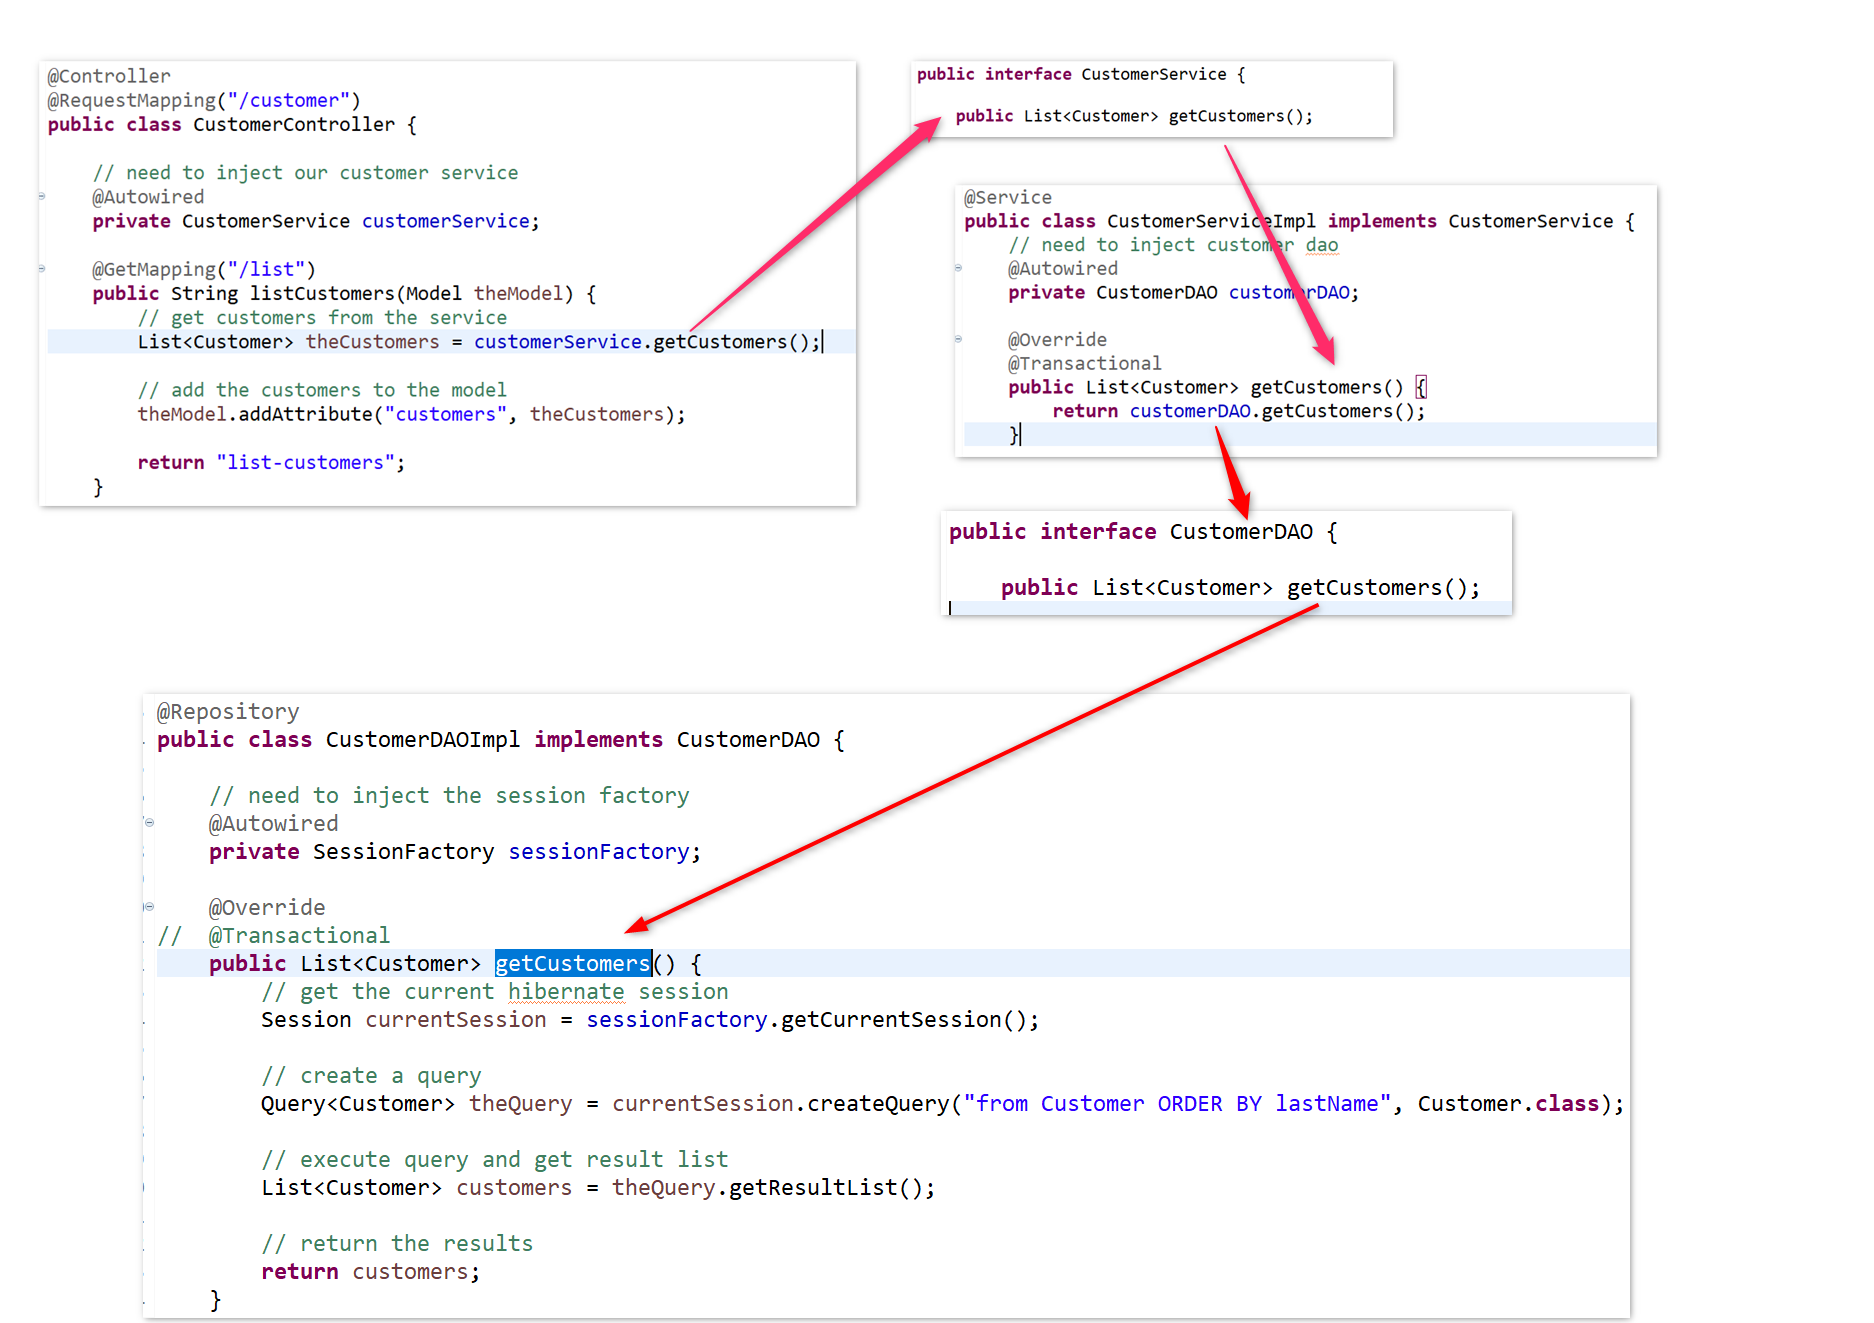 @Controller
@RequestMapping("/customer")
public class CustomerController {
// need to inject our customer service
@Autowired
private CustomerService customerService;
@GetMapping("/list")
public String listCustomers(Model theModel) {
// get customers from the service
List<Customer> theCustomers = customerService.getCustomers();
// add the customers to the model
theModel.addAttribute("customers", theCustomers);
return "list-customers";
}
public interface CustomerService {
public List<Customer> getCustomers();
@Service
public class CustomerServiceImpl implements CustomerService {
// need to inject customer dao
@Autowired
private CustomerDAO customerDAO;
@Override
@Transactional
public List<Customer> getCustomers() {
return customerDAO.getCustomers();
}
public interface CustomerDAO {
public List<Customer> getCustomers();
@Repository
public class CustomerDAOImpl implements CustomerDAO {
// need to inject the session factory
@Autowired
private SessionFactory sessionFactory;
@Override
// @Transactional
public List<Customer> getCustomers() {
// get the current hibernate session
Session currentSession = sessionFactory.getCurrentSession();
// create a query
Query<Customer> theQuery = currentSession.createQuery("from Customer ORDER BY lastName", Customer.class);
// execute query and get result list
List<Customer> customers = theQuery.getResultList();
// return the results
return customers;
}